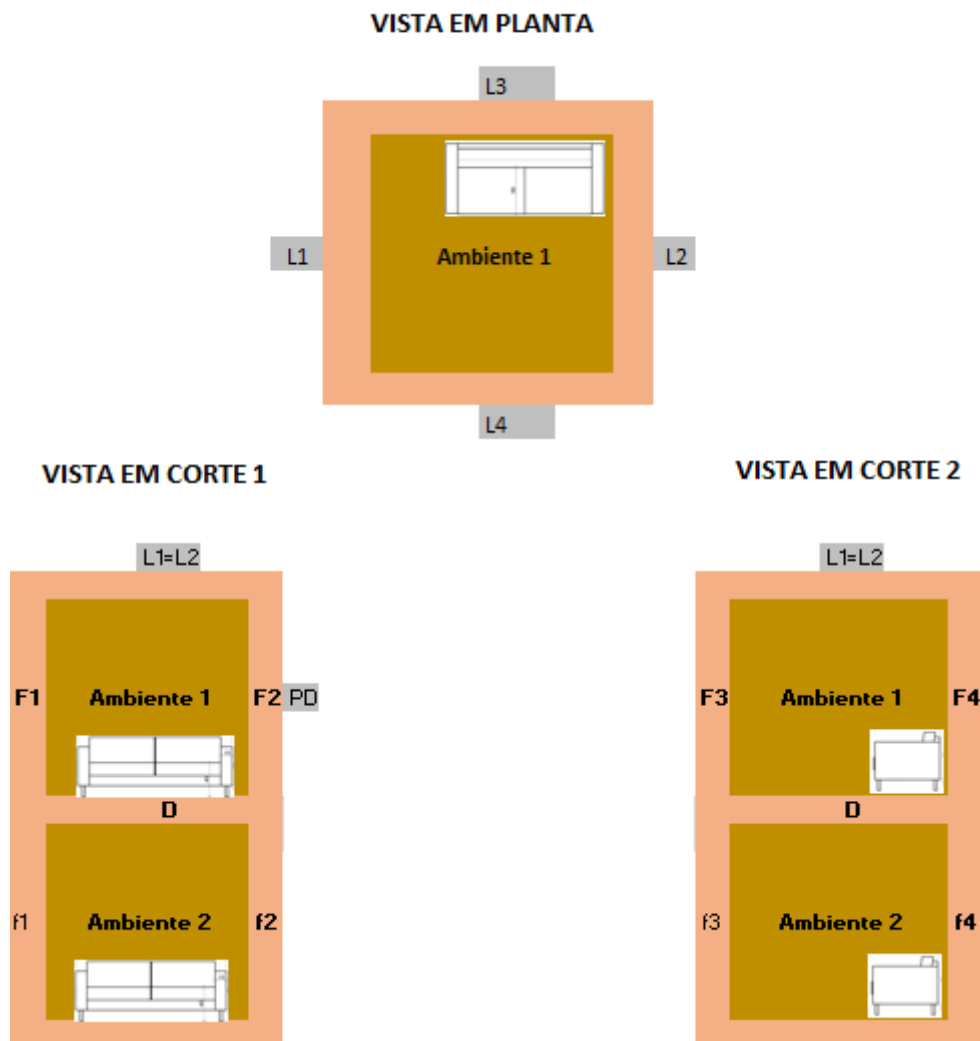 VISTA EM PLANTA
L3
L1
Ambiente 1
L2
L4
VISTA EM CORTE 1
VISTA EM CORTE 2
L1=L2
L1=L2
F1
Ambiente 1
F2
PD
F3
Ambiente 1
F4
D
D
f1
Ambiente 2
f2
f3
Ambiente 2
f4